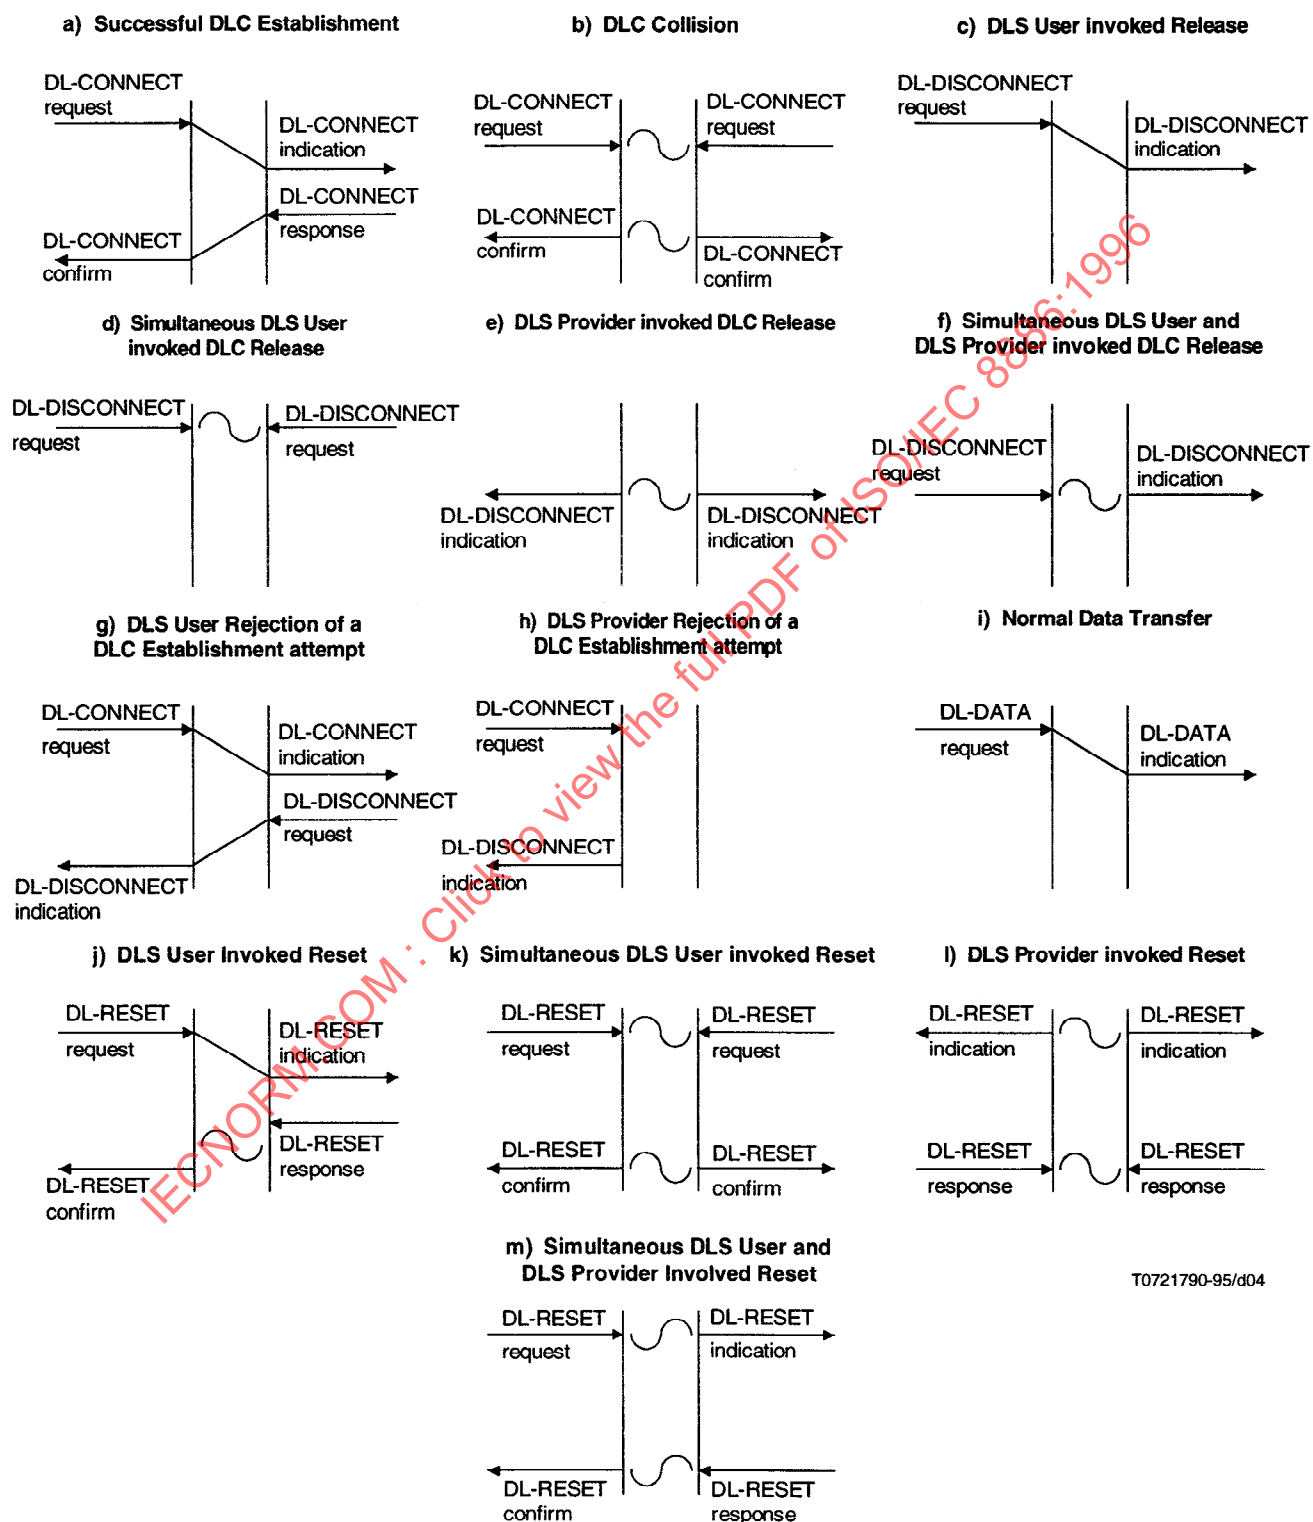 a) Successful DLC Establishment
DL-CONNECT
request
DL-CONNECT
indication
DL-CONNECT
response
DL-CONNECT
confirm
b) DLC Collision
DL-CONNECT
request
DL-CONNECT
request
DL-CONNECT
confirm
DL-CONNECT
confirm
c) DLS User invoked Release
DL-DISCONNECT
request
DL-DISCONNECT
indication
d) Simultaneous DLS User
invoked DLC Release
DL-DISCONNECT
request
DL-DISCONNECT
request
e) DLS Provider invoked DLC Release
DL-DISCONNECT
indication
DL-DISCONNECT
indication
f) Simultaneous DLS User and
DLS Provider invoked DLC Release
DL-DISCONNECT
request
DL-DISCONNECT
indication
g) DLS User Rejection of a
DLC Establishment attempt
DL-CONNECT
request
DL-CONNECT
indication
DL-DISCONNECT
request
DL-DISCONNECT
indication
h) DLS Provider Rejection of a
DLC Establishment attempt
DL-CONNECT
request
DL-DISCONNECT
indication
i) Normal Data Transfer
DL-DATA
request
DL-DATA
indication
j) DLS User Invoked Reset
DL-RESET
request
DL-RESET
indication
DL-RESET
response
DL-RESET
confirm
k) Simultaneous DLS User invoked Reset
DL-RESET
request
DL-RESET
request
DL-RESET
confirm
DL-RESET
confirm
l) DLS Provider invoked Reset
DL-RESET
indication
DL-RESET
indication
DL-RESET
response
DL-RESET
response
m) Simultaneous DLS User and
DLS Provider Involved Reset
DL-RESET
request
DL-RESET
indication
DL-RESET
confirm
DL-RESET
response
T0721790-95/d04
IECNORM.COM : Click to view the full PDF of ISO/IEC 8886:1996